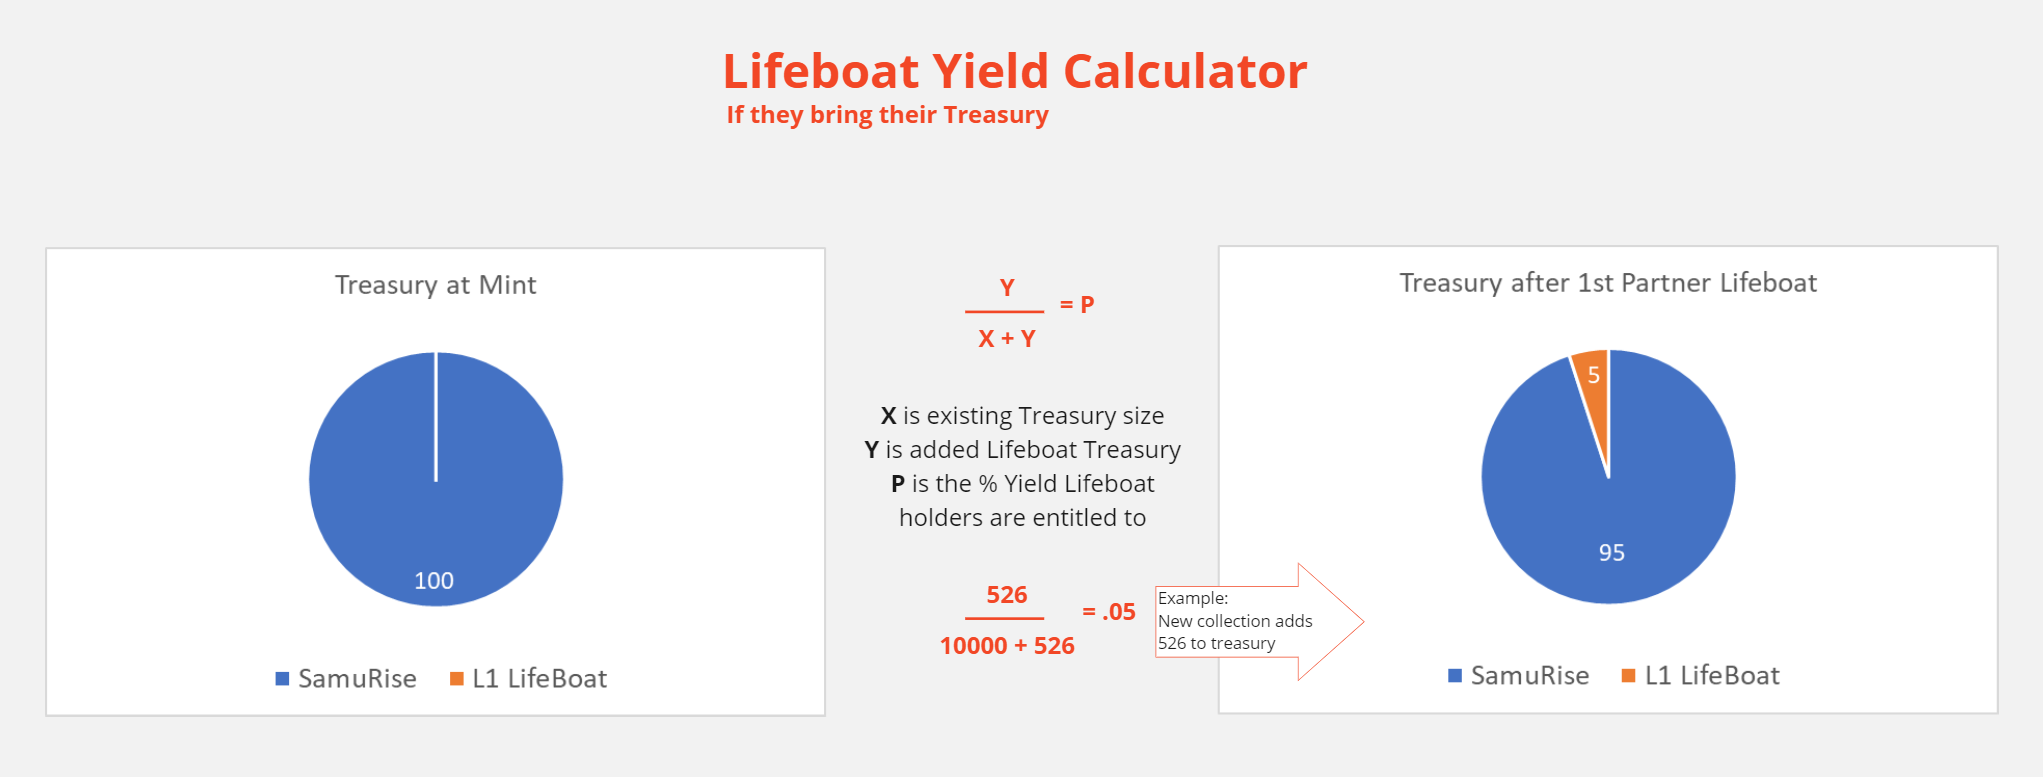 Lifeboat Yield Calculator
If they bring their Treasury
Treasury at Mint
100
SamuRise
L1 LifeBoat
Y
X + Y
= P
X is existing Treasury size
Y is added Lifeboat Treasury
P is the % Yield Lifeboat
holders are entitled to
526
10000 + 526
= .05
Example:
New collection adds
526 to treasury
Treasury after 1st Partner Lifeboat
5
95
SamuRise
L1 LifeBoat